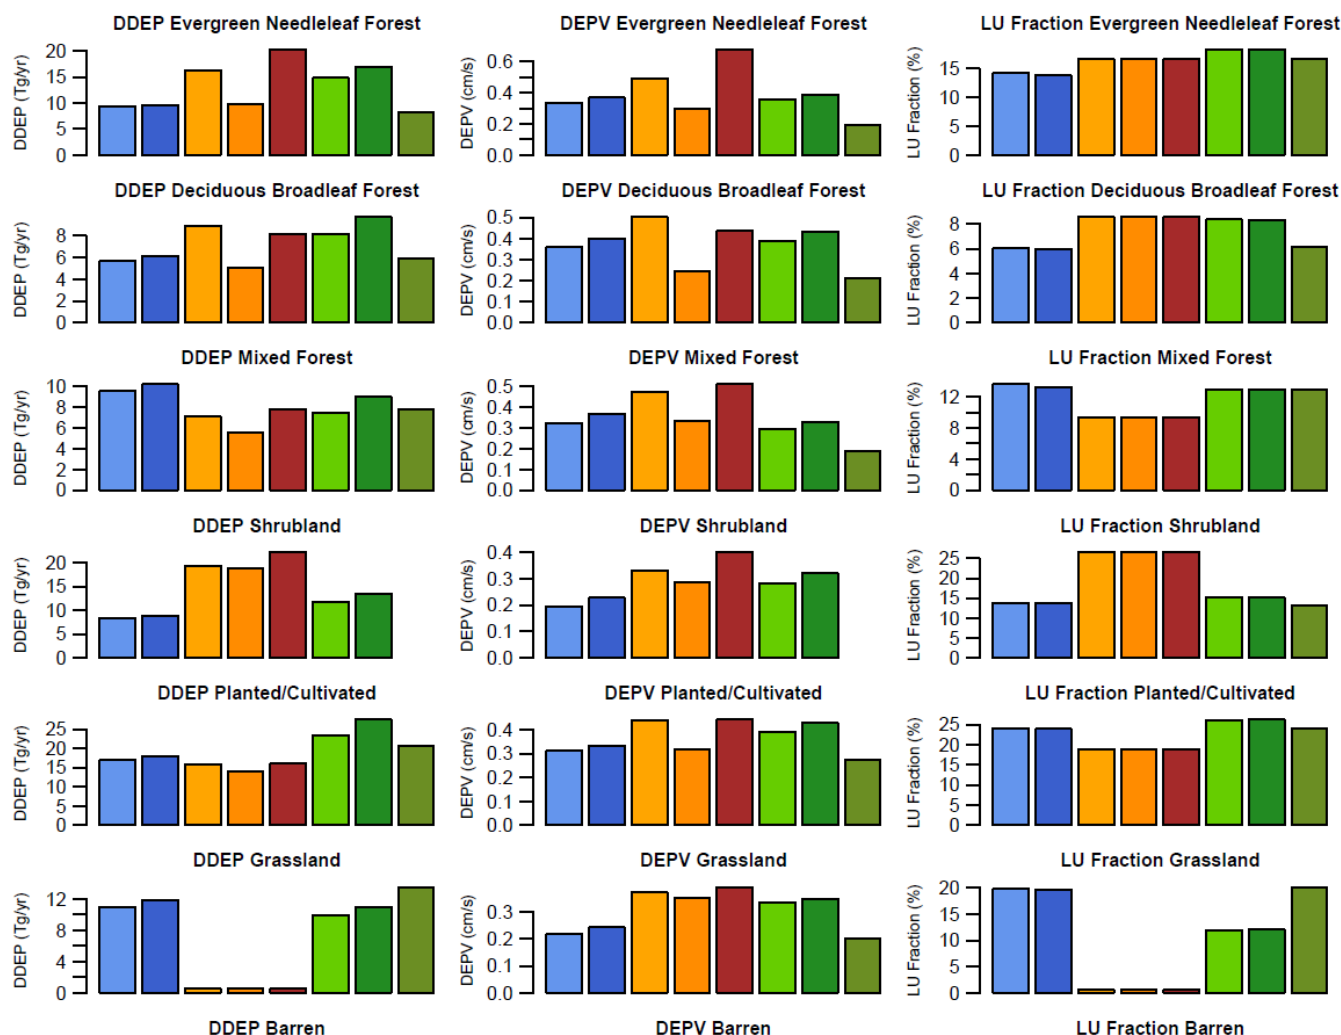 DDEP Evergreen Needleleaf Forest
DEPV Evergreen Needleleaf Forest
LU Fraction Evergreen Needleleaf Forest
DDEP (Tg/yr)
20
15
10
5
0
DEPV (cm/s)
0.6
0.4
0.2
0.0
LU Fraction (%)
15
10
5
0
DDEP Deciduous Broadleaf Forest
DEPV Deciduous Broadleaf Forest
LU Fraction Deciduous Broadleaf Forest
DDEP (Tg/yr)
8
6
4
2
0
DEPV (cm/s)
0.5
0.4
0.3
0.2
0.1
0.0
LU Fraction (%)
8
6
4
2
0
DDEP Mixed Forest
DEPV Mixed Forest
LU Fraction Mixed Forest
DDEP (Tg/yr)
10
8
6
4
2
0
DEPV (cm/s)
0.5
0.4
0.3
0.2
0.1
0.0
LU Fraction (%)
12
8
4
0
DDEP Shrubland
DEPV Shrubland
LU Fraction Shrubland
DDEP (Tg/yr)
20
15
10
5
0
DEPV (cm/s)
0.4
0.3
0.2
0.1
0.0
LU Fraction (%)
25
20
15
10
5
0
DDEP Planted/Cultivated
DEPV Planted/Cultivated
LU Fraction Planted/Cultivated
DDEP (Tg/yr)
25
20
15
10
5
0
DEPV (cm/s)
0.4
0.3
0.2
0.1
0.0
LU Fraction (%)
25
20
15
10
5
0
DDEP Grassland
DEPV Grassland
LU Fraction Grassland
DDEP (Tg/yr)
12
8
4
0
DEPV (cm/s)
0.3
0.2
0.1
0.0
LU Fraction (%)
20
15
10
5
0
DDEP Barren
DEPV Barren
LU Fraction Barren